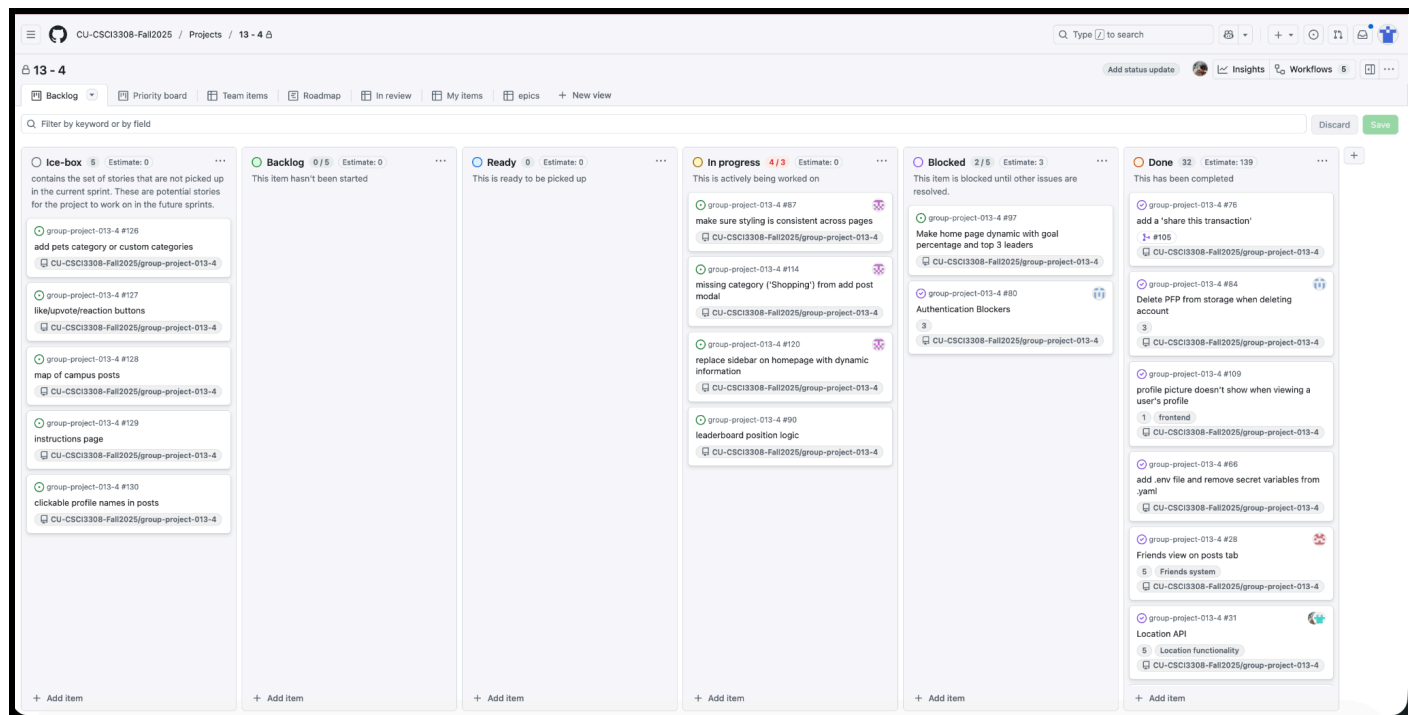 CU-CSCI3308-Fall2025 / Projects / 13 - 4
Type / to search
13 - 4
Add status update
Insights
Workflows 5
Backlog
Priority board
Team items
Roadmap
In review
My items
epics
+ New view
Filter by keyword or by field
Discard
Save
Ice-box 5 Estimate: 0
contains the set of stories that are not picked up
in the current sprint. These are potential stories
for the project to work on in the future sprints.
group-project-013-4 #126
add pets category or custom categories
CU-CSCI3308-Fall2025/group-project-013-4
group-project-013-4 #127
like/upvote/reaction buttons
CU-CSCI3308-Fall2025/group-project-013-4
group-project-013-4 #128
map of campus posts
CU-CSCI3308-Fall2025/group-project-013-4
group-project-013-4 #129
instructions page
CU-CSCI3308-Fall2025/group-project-013-4
group-project-013-4 #130
clickable profile names in posts
CU-CSCI3308-Fall2025/group-project-013-4
+ Add item
Backlog 0 / 5 Estimate: 0
This item hasn't been started
+ Add item
Ready 0 Estimate: 0
This is ready to be picked up
+ Add item
In progress 4 / 3 Estimate: 0
This is actively being worked on
group-project-013-4 #87
make sure styling is consistent across pages
CU-CSCI3308-Fall2025/group-project-013-4
group-project-013-4 #114
missing category ('Shopping') from add post
modal
CU-CSCI3308-Fall2025/group-project-013-4
group-project-013-4 #120
replace sidebar on homepage with dynamic
information
CU-CSCI3308-Fall2025/group-project-013-4
group-project-013-4 #90
leaderboard position logic
CU-CSCI3308-Fall2025/group-project-013-4
+ Add item
Blocked 2 / 5 Estimate: 3
This item is blocked until other issues are
resolved.
group-project-013-4 #97
Make home page dynamic with goal
percentage and top 3 leaders
CU-CSCI3308-Fall2025/group-project-013-4
group-project-013-4 #80
Authentication Blockers
3
CU-CSCI3308-Fall2025/group-project-013-4
+ Add item
Done 32 Estimate: 139
This has been completed
group-project-013-4 #76
add a 'share this transaction'
#105
CU-CSCI3308-Fall2025/group-project-013-4
group-project-013-4 #84
Delete PFP from storage when deleting
account
3
CU-CSCI3308-Fall2025/group-project-013-4
group-project-013-4 #109
profile picture doesn't show when viewing a
user's profile
1 frontend
CU-CSCI3308-Fall2025/group-project-013-4
group-project-013-4 #66
add .env file and remove secret variables from
.yaml
CU-CSCI3308-Fall2025/group-project-013-4
group-project-013-4 #28
Friends view on posts tab
5 Friends system
CU-CSCI3308-Fall2025/group-project-013-4
group-project-013-4 #31
Location API
5 Location functionality
CU-CSCI3308-Fall2025/group-project-013-4
+ Add item